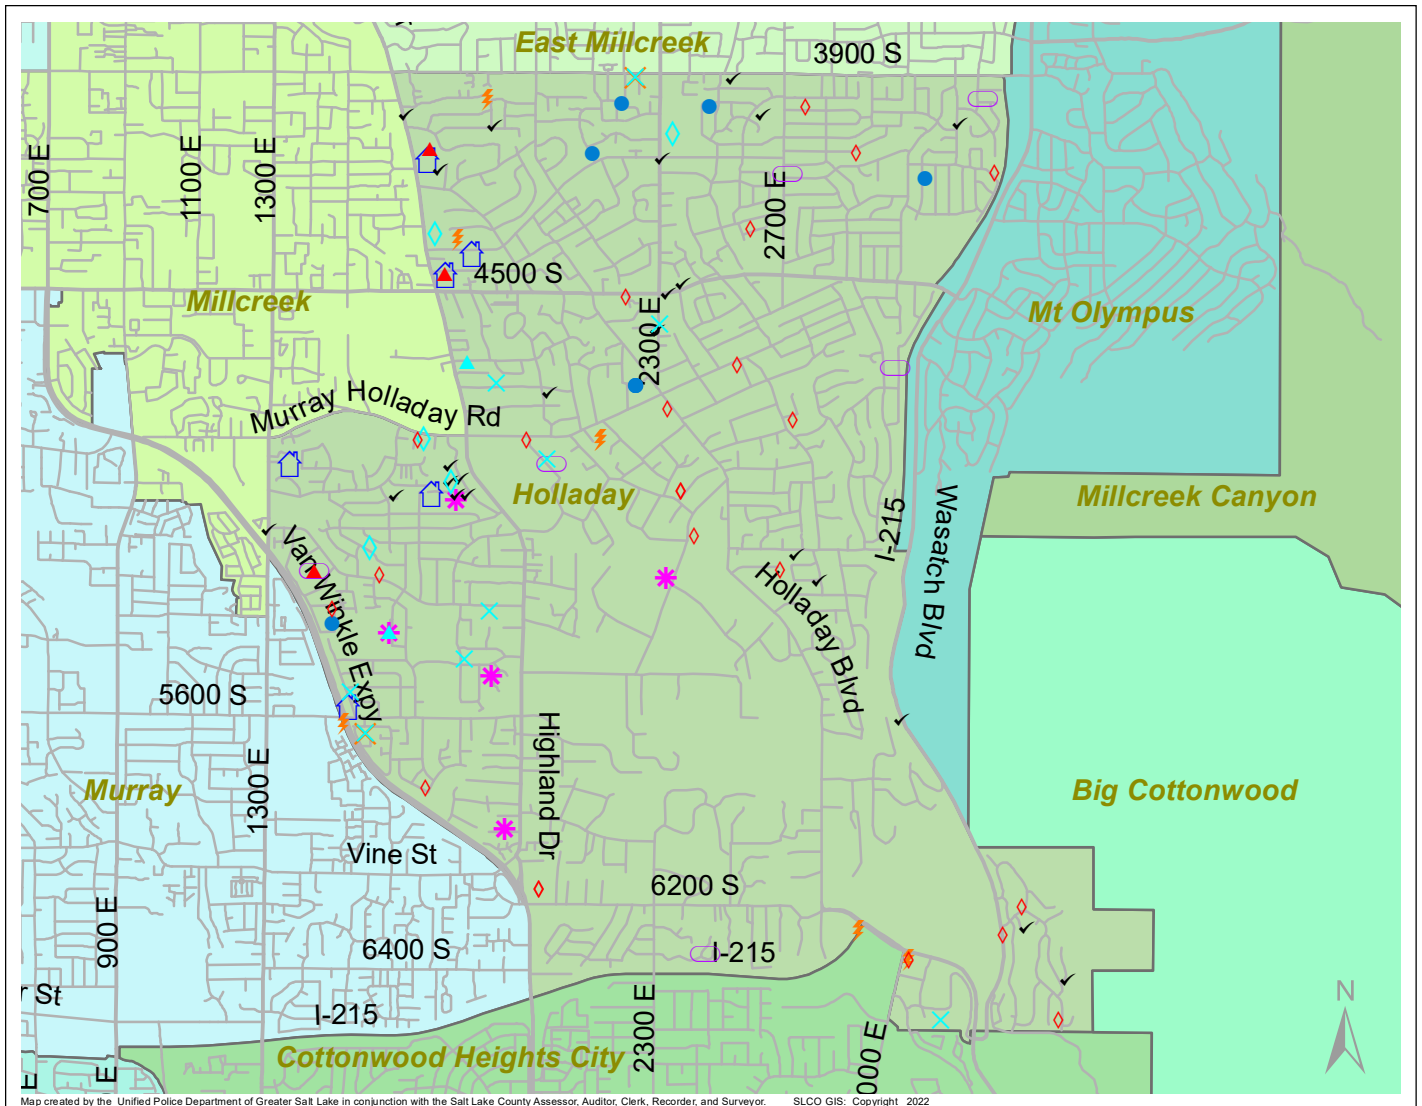 East Millcreek
3900 S
700 E
1100 E
1300 E
2700 E
4500 S
Millcreek
Mt Olympus
2300 E
Murray Holladay Rd
Holladay
Millcreek Canyon
I-215
Wasatch Blvd
Van Winkle Expy
Holladay Blvd
5600 S
Highland Dr
1300 E
Murray
Big Cottonwood
Vine St
6200 S
900 E
6400 S
I-215
St
I-215
2300 E
N
Cottonwood Heights City
000 E
E
E
Map created by the Unified Police Department of Greater Salt Lake in conjunction with the Salt Lake County Assessor, Auditor, Clerk, Recorder, and Surveyor. SLCO GIS: Copyright 2022